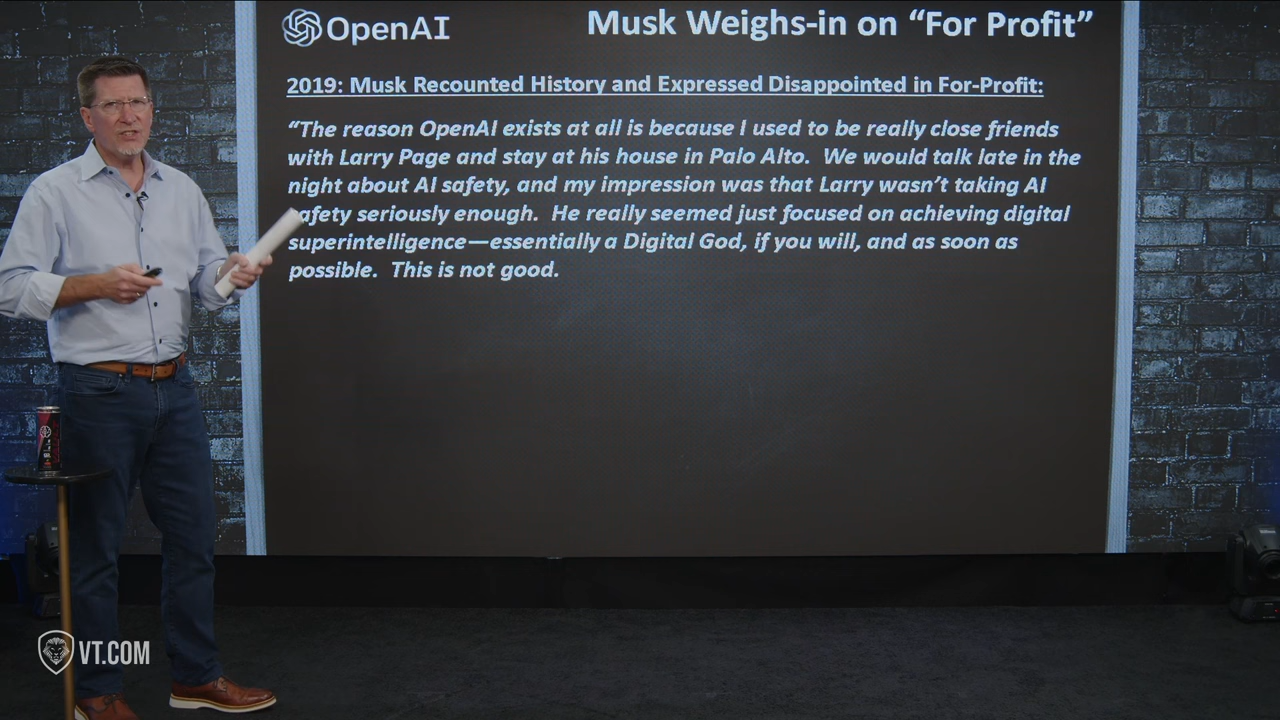 OpenAI
Musk Weighs-in on “For Profit”
2019: Musk Recounted History and Expressed Disappointed in For-Profit:
“The reason OpenAI exists at all is because I used to be really close friends
with Larry Page and stay at his house in Palo Alto. We would talk late in the
night about AI safety, and my impression was that Larry wasn’t taking AI
afety seriously enough. He really seemed just focused on achieving digital
superintelligence—essentially a Digital God, if you will, and as soon as
possible. This is not good.
VT.COM